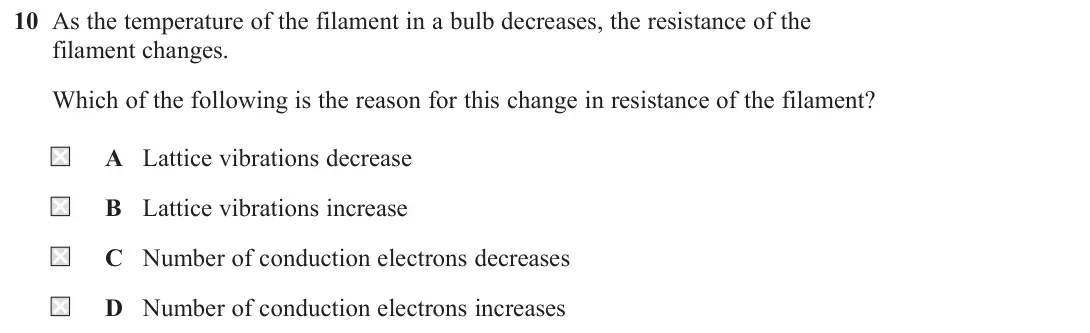 10 As the temperature of the filament in a bulb decreases, the resistance of the
filament changes.
Which of the following is the reason for this change in resistance of the filament?
A Lattice vibrations decrease
B Lattice vibrations increase
C Number of conduction electrons decreases
D Number of conduction electrons increases